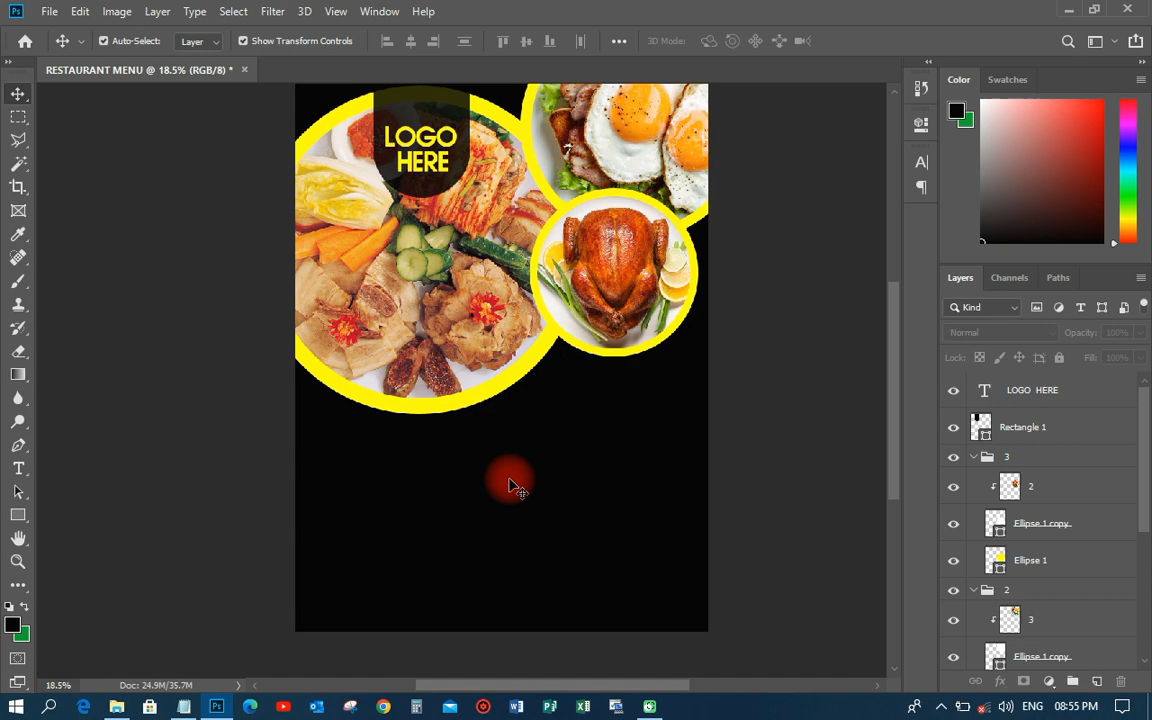 Ps File Edit Image Layer Type Select Filter 3D View Window Help
Auto-Select: Layer Show Transform Controls 3D Mode:
RESTAURANT MENU @ 18.5% (RGB/8) *
Color Swatches
LOGO
HERE
Layers Channels Paths
Kind
Normal Opacity: 100%
Lock: Fill: 100%
T LOGO HERE
Rectangle 1
3
2
Ellipse 1 copy
Ellipse 1
2
3
Ellipse 1 copy
18.5% Doc: 24.9M/35.7M
ENG 08:55 PM